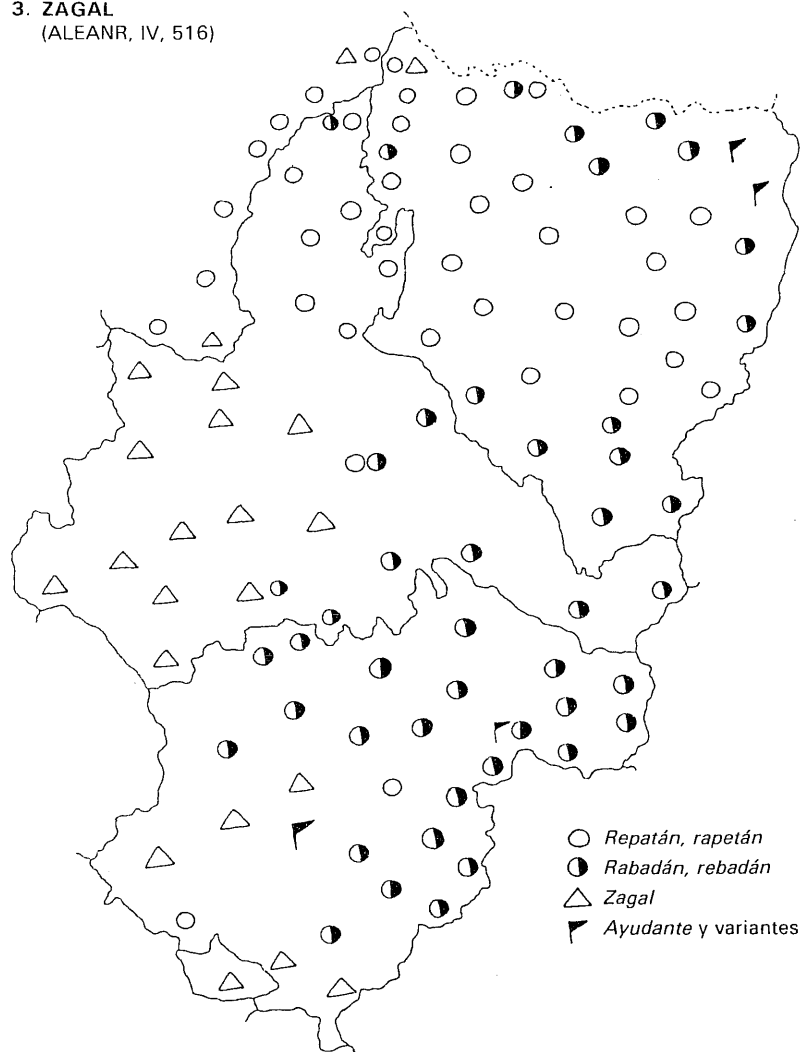 3. ZAGAL
(ALEANR, IV, 516)
Repatán, rapetán
Rabadán, rebadán
Zagal
Ayudante y variantes